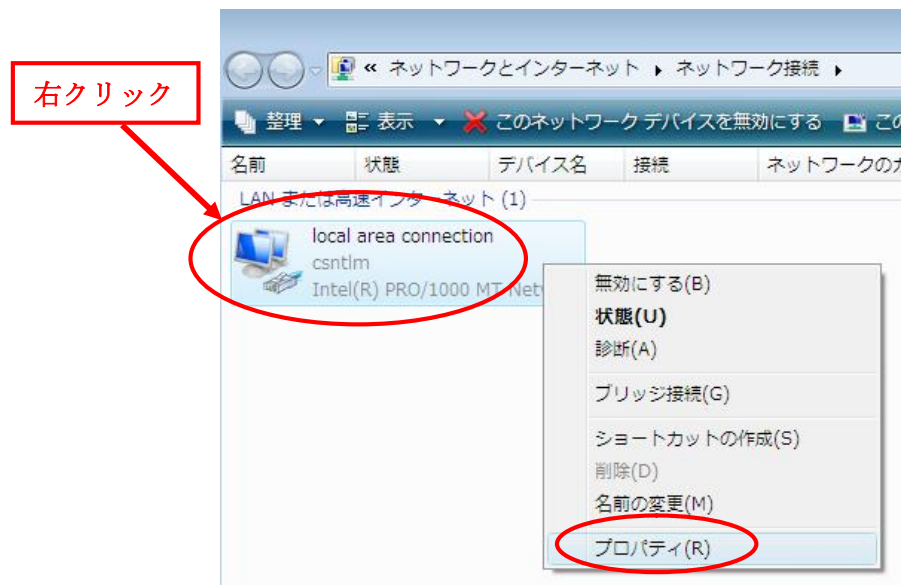 右クリック
« ネットワークとインターネット ▸ ネットワーク接続 ▸
整理 ▼ 表示 ▼ このネットワーク デバイスを無効にする この
名前 状態 デバイス名 接続 ネットワークのカ
LAN または高速インターネット (1)
local area connection
csntlm
Intel(R) PRO/1000 MT Netw
無効にする(B)
状態(U)
診断(A)
ブリッジ接続(G)
ショートカットの作成(S)
削除(D)
名前の変更(M)
プロパティ(R)